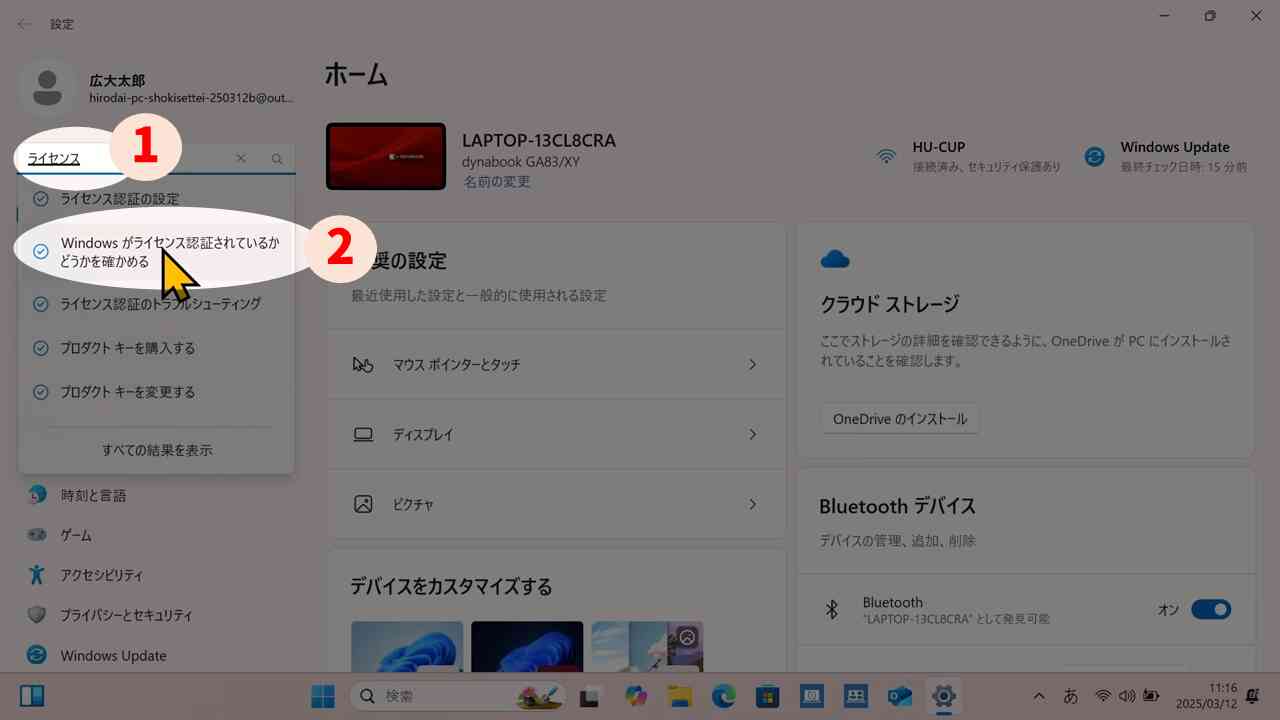 設定
広大太郎
hirodai-pc-shokisettei-250312b@out...
ライセンス
1
ライセンス認証の設定
Windows がライセンス認証されているか
どうかを確かめる
2
ライセンス認証のトラブルシューティング
プロダクト キーを購入する
プロダクト キーを変更する
すべての結果を表示
時刻と言語
ゲーム
アクセシビリティ
プライバシーとセキュリティ
Windows Update
ホーム
LAPTOP-13CL8CRA
dynabook GA83/XY
名前の変更
HU-CUP
接続済み、セキュリティ保護あり
Windows Update
最終チェック日時: 15 分前
奨の設定
最近使用した設定と一般的に使用される設定
マウス ポインターとタッチ
ディスプレイ
ピクチャ
デバイスをカスタマイズする
クラウド ストレージ
ここでストレージの詳細を確認できるように、OneDrive が PC にインストールさ
れていることを確認します。
OneDrive のインストール
Bluetooth デバイス
デバイスの管理、追加、削除
Bluetooth
"LAPTOP-13CL8CRA" として発見可能
オン
検索
あ
11:16
2025/03/12